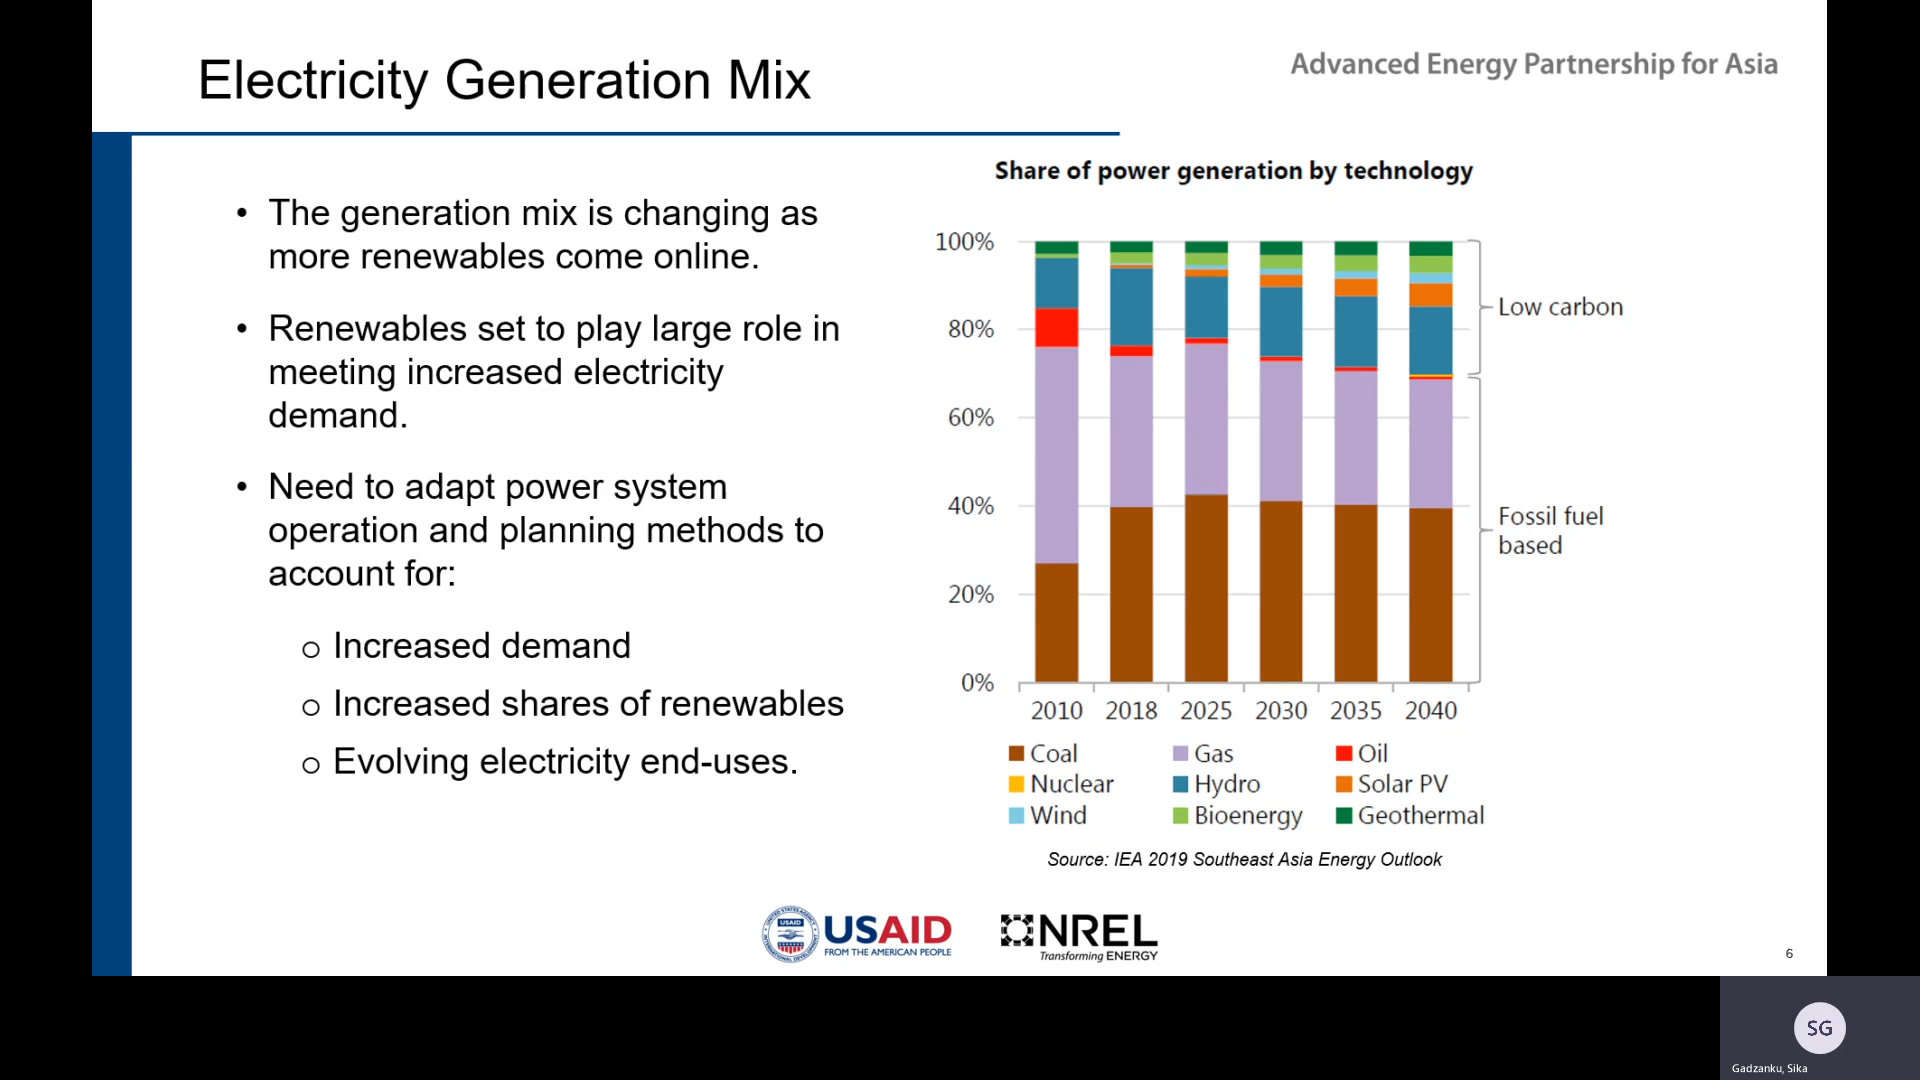 Electricity Generation Mix
Advanced Energy Partnership for Asia
• The generation mix is changing as
more renewables come online.
• Renewables set to play large role in
meeting increased electricity
demand.
• Need to adapt power system
operation and planning methods to
account for:
o Increased demand
o Increased shares of renewables
o Evolving electricity end-uses.
Share of power generation by technology
100%
80%
60%
40%
20%
0%
2010 2018 2025 2030 2035 2040
Low carbon
Fossil fuel
based
Coal Gas Oil
Nuclear Hydro Solar PV
Wind Bioenergy Geothermal
Source: IEA 2019 Southeast Asia Energy Outlook
USAID
USAID
FROM THE AMERICAN PEOPLE
NREL
Transforming ENERGY
6
SG
Gadzanku, Sika